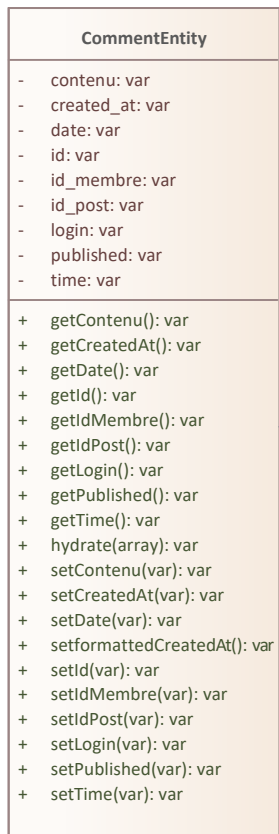 CommentEntity
- contenu: var
- created_at: var
- date: var
- id: var
- id_membre: var
- id_post: var
- login: var
- published: var
- time: var
+ getContenu(): var
+ getCreatedAt(): var
+ getDate(): var
+ getId(): var
+ getIdMembre(): var
+ getIdPost(): var
+ getLogin(): var
+ getPublished(): var
+ getTime(): var
+ hydrate(array): var
+ setContenu(var): var
+ setCreatedAt(var): var
+ setDate(var): var
+ setformattedCreatedAt(): var
+ setId(var): var
+ setIdMembre(var): var
+ setIdPost(var): var
+ setLogin(var): var
+ setPublished(var): var
+ setTime(var): var